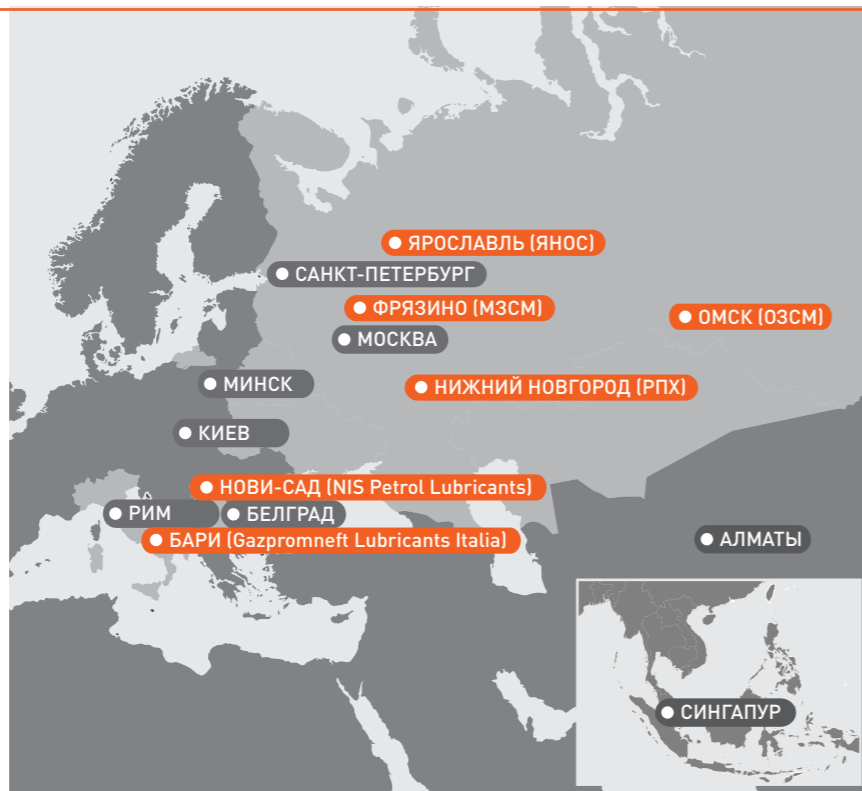 ЯРОСЛАВЛЬ (ЯНОС)
САНКТ-ПЕТЕРБУРГ
ФРЯЗИНО (МЗСМ)
ОМСК (ОЗСМ)
МОСКВА
МИНСК
НИЖНИЙ НОВГОРОД (РПХ)
КИЕВ
НОВИ-САД (NIS Petrol Lubricants)
РИМ
БЕЛГРАД
БАРИ (Gazpromneft Lubricants Italia)
АЛМАТЫ
СИНГАПУР